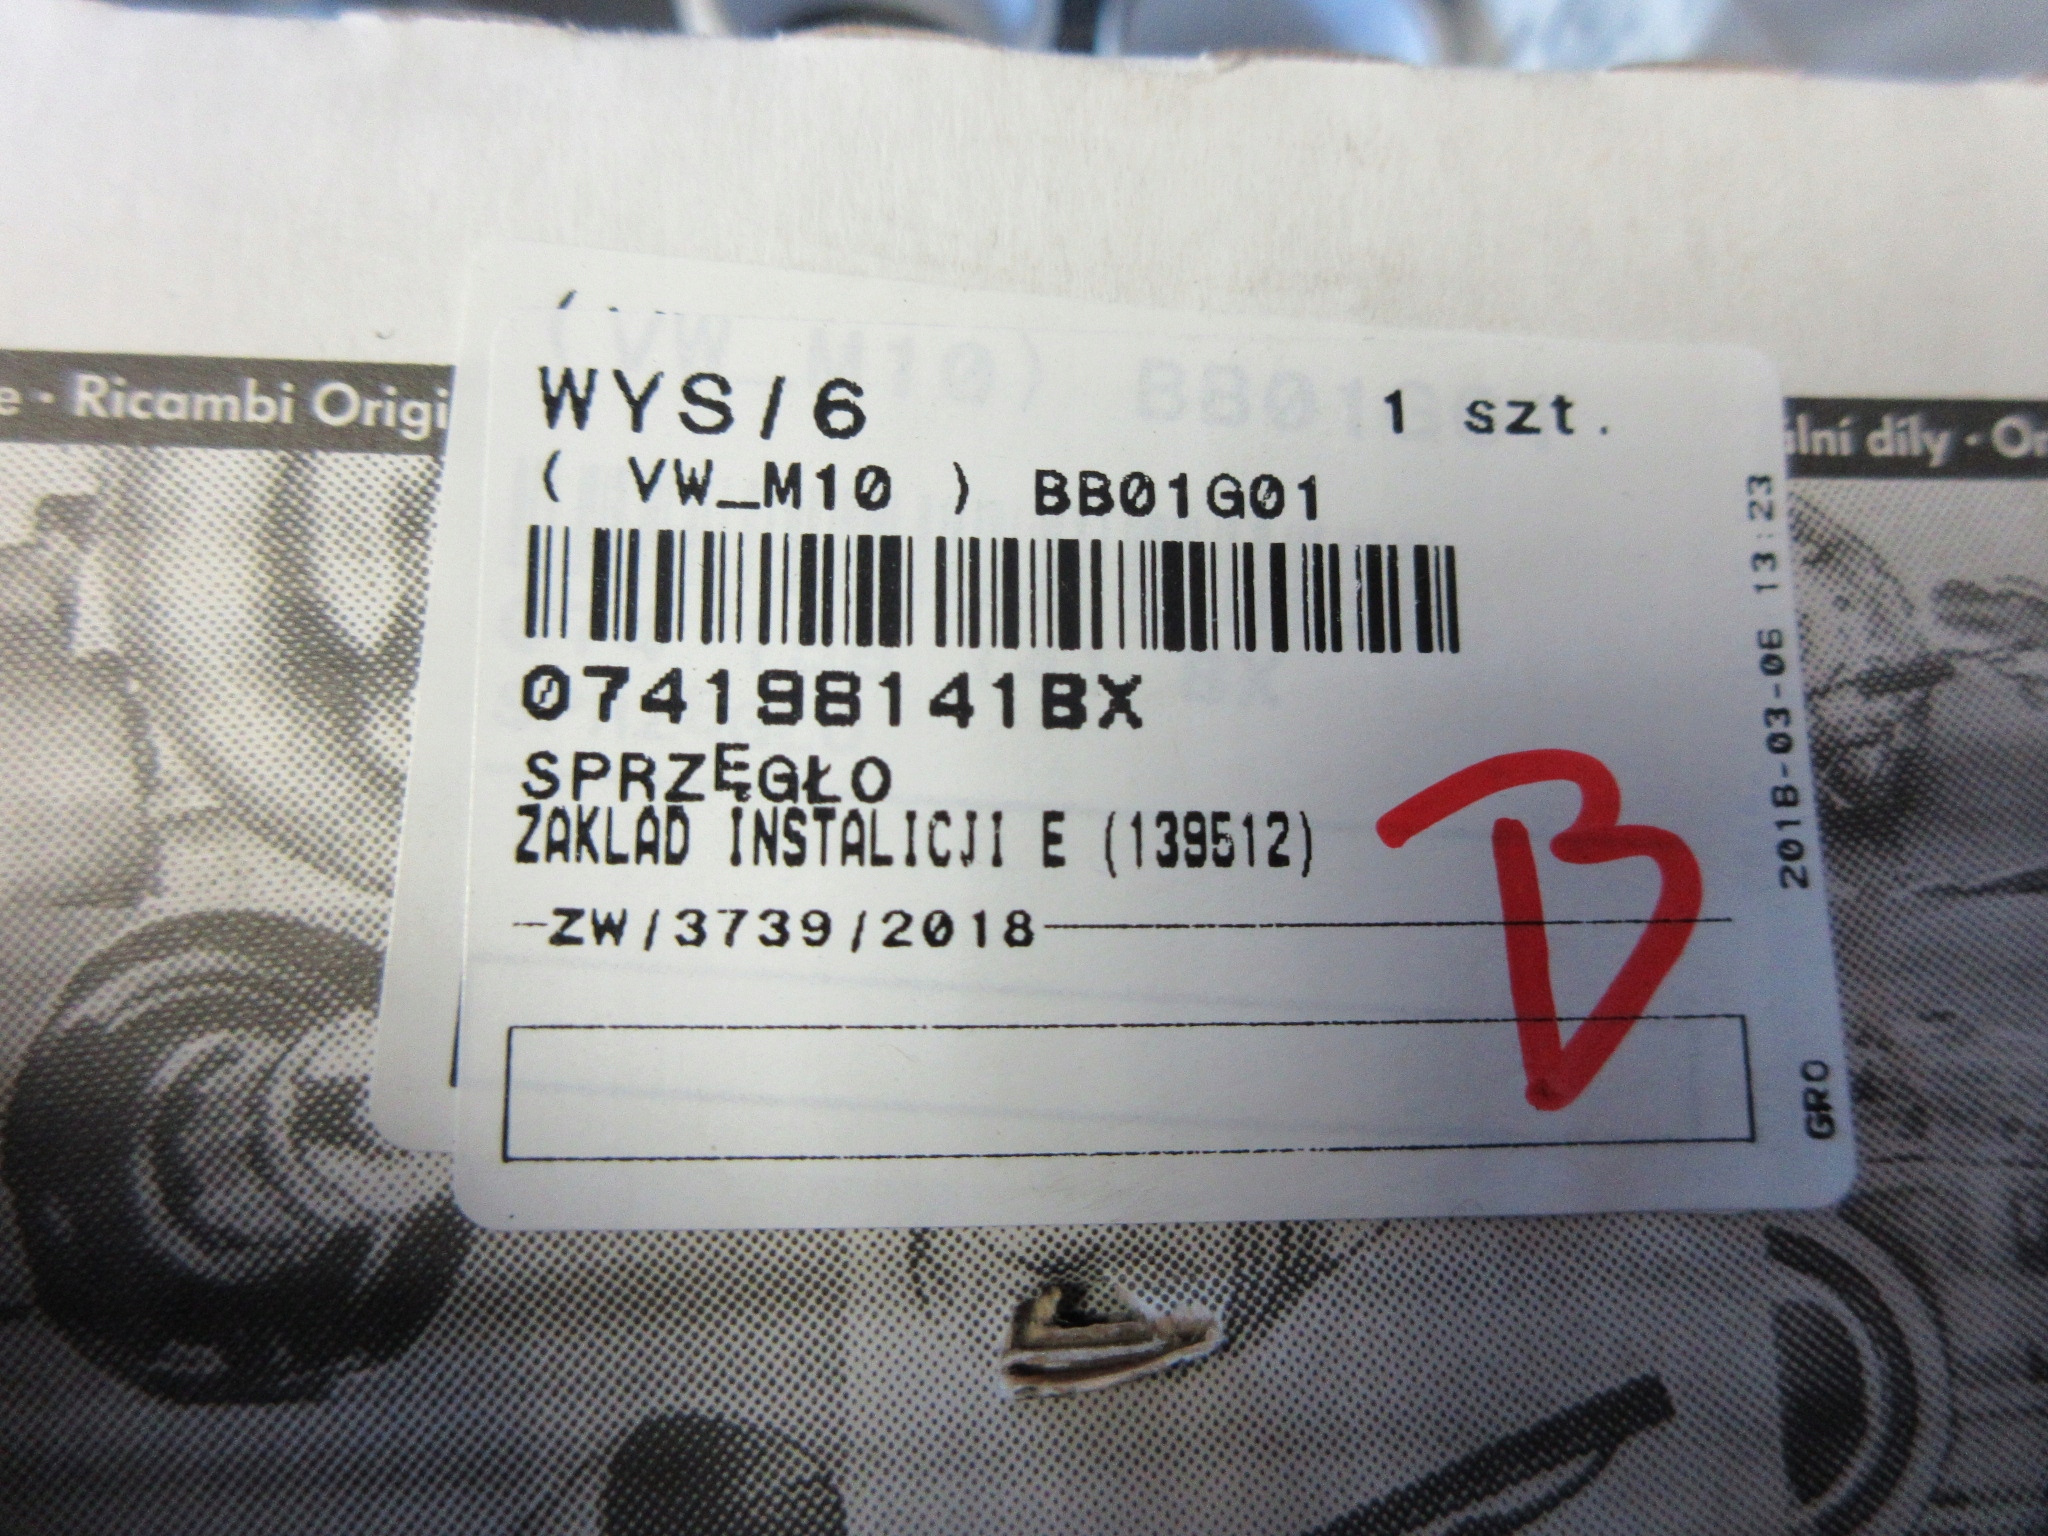 e · Ricambi Origi
álni díly · Or
WYS/6 1 szt.
( VW_M10 ) BB01G01
074198141BX
SPRZĘGŁO
ZAKLAD INSTALICJI E (139512)
ZW/3739/2018
B
2018-03-06 13:23
GRO